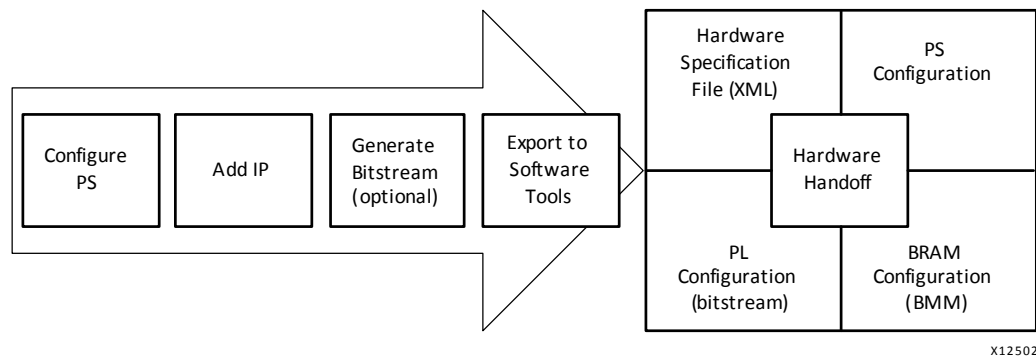 Configure
PS
Add IP
Generate
Bitstream
(optional)
Export to
Software
Tools
Hardware
Specification
File (XML)
PS
Configuration
Hardware
Handoff
PL
Configuration
(bitstream)
BRAM
Configuration
(BMM)
X12502